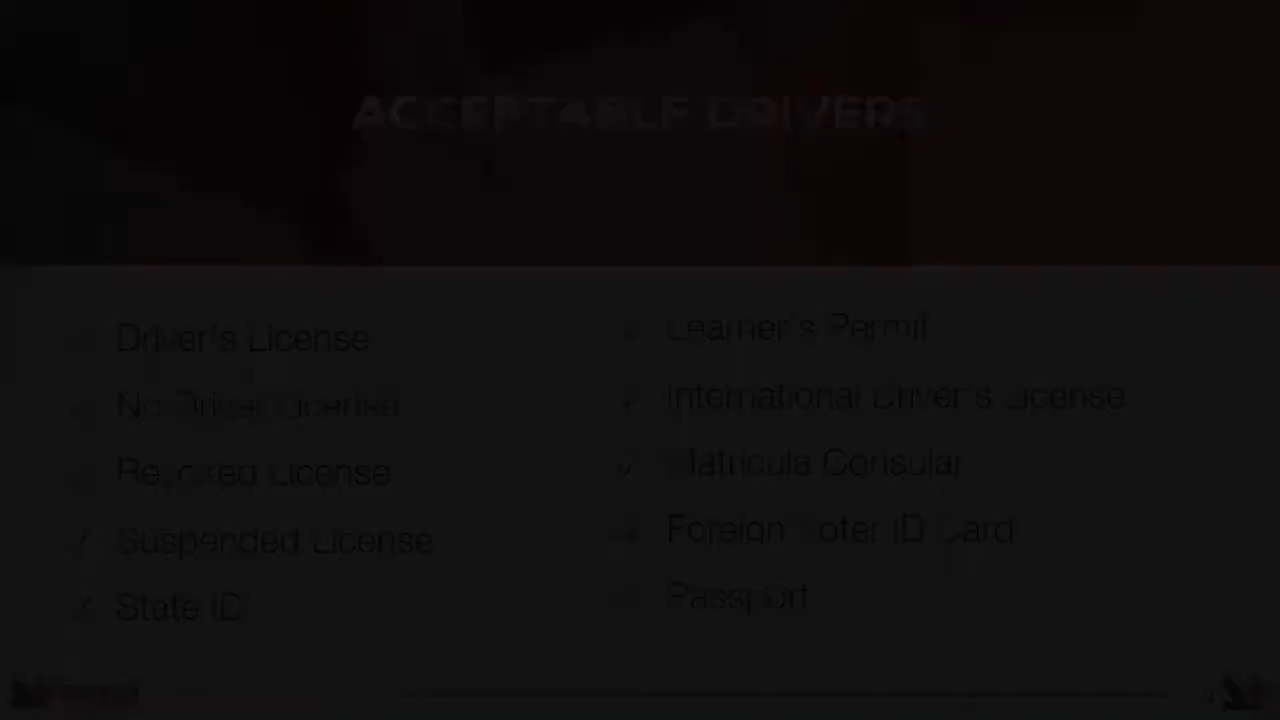 ACCEPTABLE DRIVERS
Driver's License
No Driver License
Revoked License
Suspended License
State ID
Learner's Permit
International Driver's License
Matricula Consular
Foreign Voter ID Card
Passport